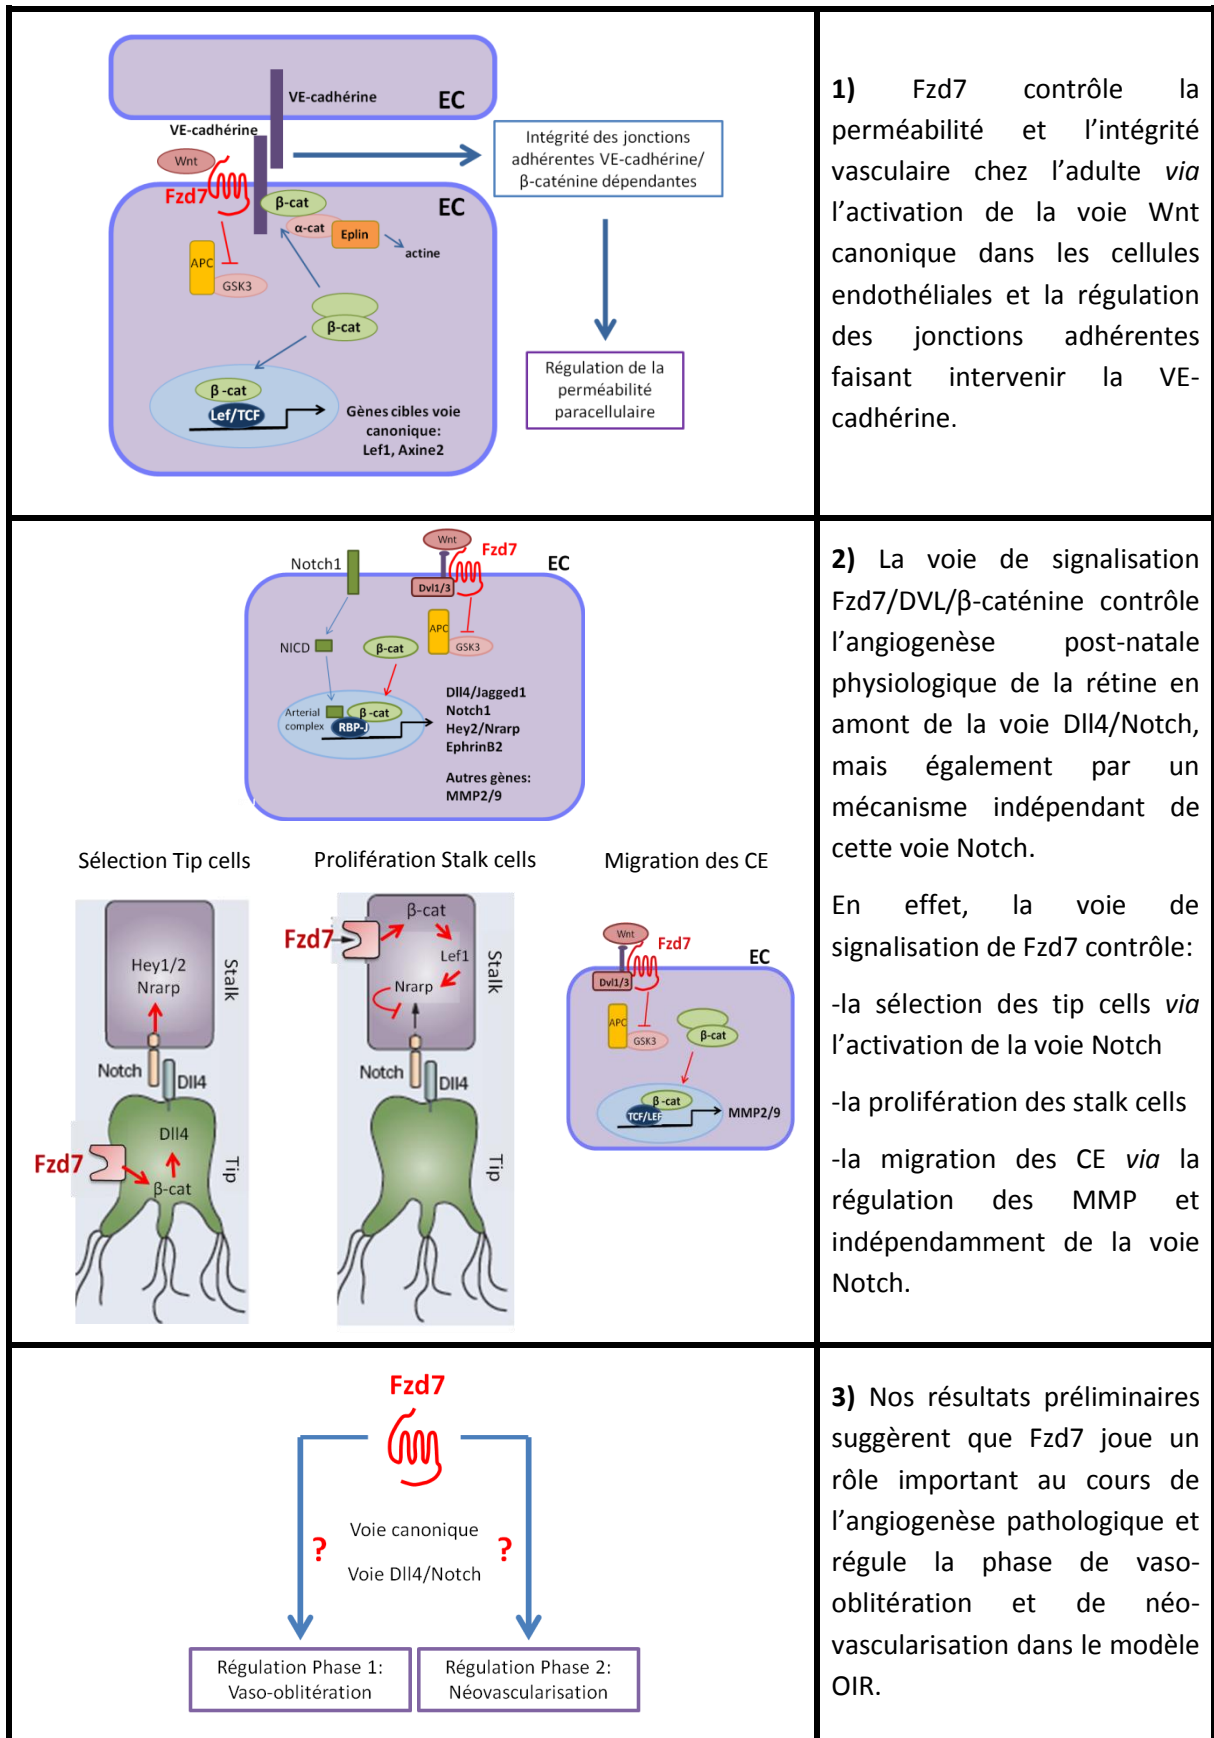 VE-cadhérine
EC
VE-cadhérine
Wnt
Fzd7
β-cat
EC
α-cat
Eplin
actine
APC
GSK3
β-cat
β-cat
Lef/TCF
Gènes cibles voie
canonique:
Lef1, Axine2
Intégrité des jonctions
adhérentes VE-cadhérine/
β-caténine dépendantes
Régulation de la
perméabilité
paracellulaire
1) Fzd7 contrôle la
perméabilité et l’intégrité
vasculaire chez l’adulte via
l’activation de la voie Wnt
canonique dans les cellules
endothéliales et la régulation
des jonctions adhérentes
faisant intervenir la VE-
cadhérine.
Wnt
Fzd7
Notch1
EC
Dvl1/3
APC
GSK3
NICD
β-cat
Arterial
complex
β-cat
RBP-J
Dll4/Jagged1
Notch1
Hey2/Nrarp
EphrinB2
Autres gènes:
MMP2/9
Sélection Tip cells
Hey1/2
Nrarp
Stalk
Notch
Dll4
Dll4
Fzd7
β-cat
Tip
Prolifération Stalk cells
Fzd7
β-cat
Lef1
Nrarp
Stalk
Notch
Dll4
Tip
Migration des CE
Wnt
Fzd7
EC
Dvl1/3
APC
GSK3
β-cat
β-cat
TCF/LEF
MMP2/9
2) La voie de signalisation
Fzd7/DVL/β-caténine contrôle
l’angiogenèse post-natale
physiologique de la rétine en
amont de la voie Dll4/Notch,
mais également par un
mécanisme indépendant de
cette voie Notch.
En effet, la voie de
signalisation de Fzd7 contrôle:
-la sélection des tip cells via
l’activation de la voie Notch
-la prolifération des stalk cells
-la migration des CE via la
régulation des MMP et
indépendamment de la voie
Notch.
Fzd7
?
Voie canonique
Voie Dll4/Notch
?
Régulation Phase 1:
Vaso-oblitération
Régulation Phase 2:
Néovascularisation
3) Nos résultats préliminaires
suggèrent que Fzd7 joue un
rôle important au cours de
l’angiogenèse pathologique et
régule la phase de vaso-
oblitération et de néo-
vascularisation dans le modèle
OIR.